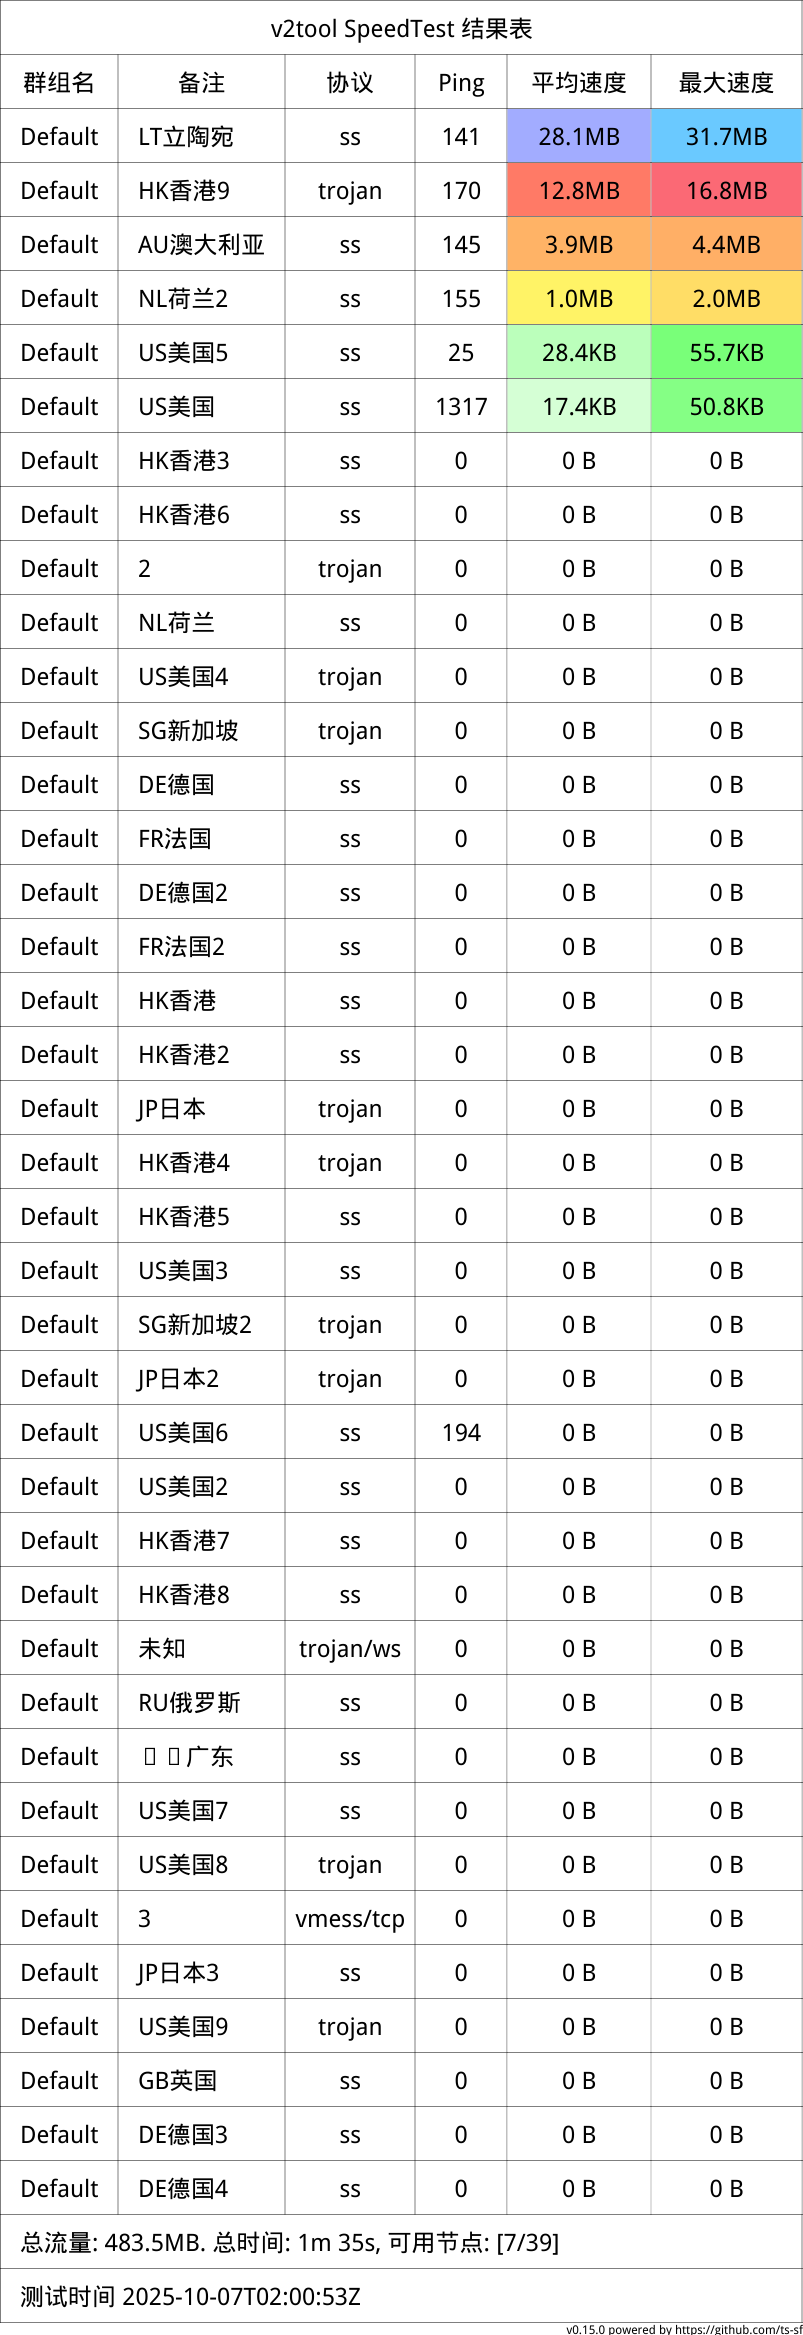 v2tool SpeedTest 结果表
群组名 备注 协议 Ping 平均速度 最大速度
Default LT立陶宛 ss 141 28.1MB 31.7MB
Default HK香港9 trojan 170 12.8MB 16.8MB
Default AU澳大利亚 ss 145 3.9MB 4.4MB
Default NL荷兰2 ss 155 1.0MB 2.0MB
Default US美国5 ss 25 28.4KB 55.7KB
Default US美国 ss 1317 17.4KB 50.8KB
Default HK香港3 ss 0 0 B 0 B
Default HK香港6 ss 0 0 B 0 B
Default 2 trojan 0 0 B 0 B
Default NL荷兰 ss 0 0 B 0 B
Default US美国4 trojan 0 0 B 0 B
Default SG新加坡 trojan 0 0 B 0 B
Default DE德国 ss 0 0 B 0 B
Default FR法国 ss 0 0 B 0 B
Default DE德国2 ss 0 0 B 0 B
Default FR法国2 ss 0 0 B 0 B
Default HK香港 ss 0 0 B 0 B
Default HK香港2 ss 0 0 B 0 B
Default JP日本 trojan 0 0 B 0 B
Default HK香港4 trojan 0 0 B 0 B
Default HK香港5 ss 0 0 B 0 B
Default US美国3 ss 0 0 B 0 B
Default SG新加坡2 trojan 0 0 B 0 B
Default JP日本2 trojan 0 0 B 0 B
Default US美国6 ss 194 0 B 0 B
Default US美国2 ss 0 0 B 0 B
Default HK香港7 ss 0 0 B 0 B
Default HK香港8 ss 0 0 B 0 B
Default 未知 trojan/ws 0 0 B 0 B
Default RU俄罗斯 ss 0 0 B 0 B
Default 广东 ss 0 0 B 0 B
Default US美国7 ss 0 0 B 0 B
Default US美国8 trojan 0 0 B 0 B
Default 3 vmess/tcp 0 0 B 0 B
Default JP日本3 ss 0 0 B 0 B
Default US美国9 trojan 0 0 B 0 B
Default GB英国 ss 0 0 B 0 B
Default DE德国3 ss 0 0 B 0 B
Default DE德国4 ss 0 0 B 0 B
总流量: 483.5MB. 总时间: 1m 35s, 可用节点: [7/39]
测试时间 2025-10-07T02:00:53Z
v0.15.0 powered by https://github.com/ts-sf